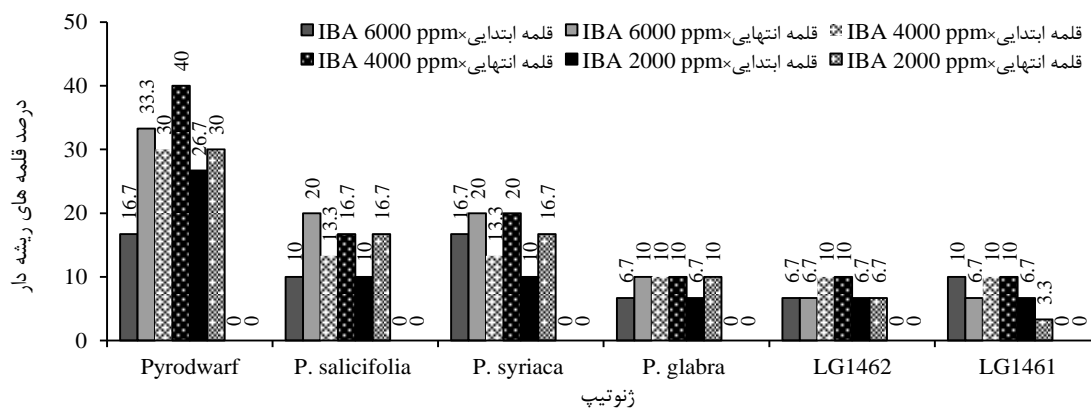 IBA 6000 ppm×قلمه ابتدایی
IBA 6000 ppm×قلمه انتهایی
IBA 4000 ppm×قلمه ابتدایی
IBA 4000 ppm×قلمه انتهایی
IBA 2000 ppm×قلمه ابتدایی
IBA 2000 ppm×قلمه انتهایی
درصد قلمه های ریشه دار
50
40
30
20
10
0
16.7 33.3 30 40 26.7 30 0 0
10 20 13.3 16.7 10 16.7 0 0
16.7 20 13.3 20 10 16.7 0 0
6.7 10 10 10 6.7 10 0 0
6.7 6.7 10 10 6.7 6.7 0 0
10 6.7 10 10 6.7 3.3 0 0
Pyrodwarf P. salicifolia P. syriaca P. glabra LG1462 LG1461
ژنوتیپ